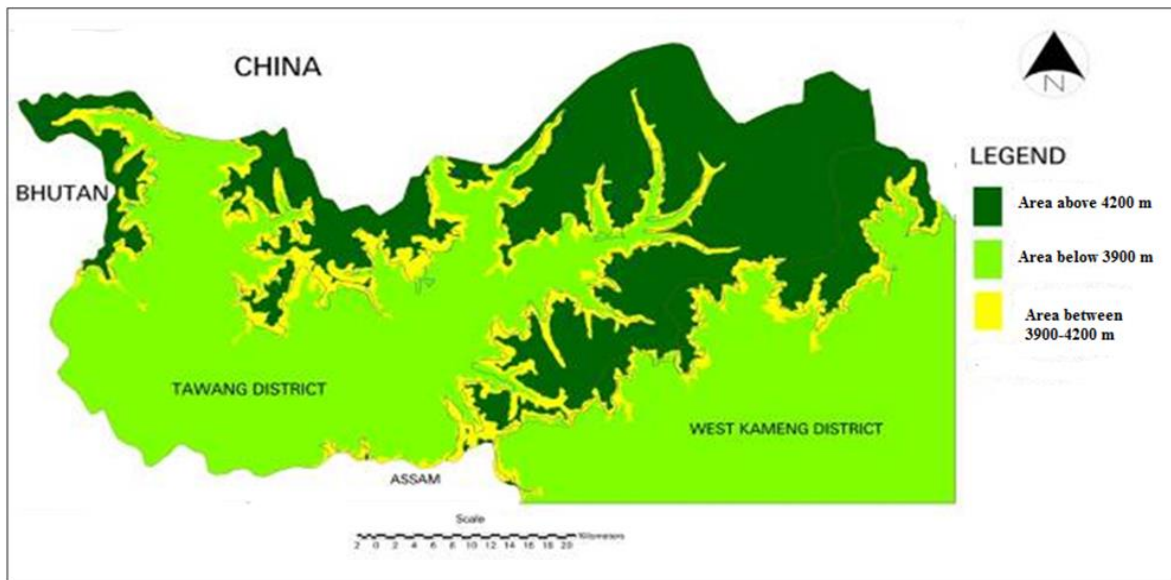 CHINA
N
BHUTAN
LEGEND
Area above 4200 m
Area below 3900 m
Area between
3900-4200 m
TAWANG DISTRICT
WEST KAMENG DISTRICT
ASSAM
Scale
2 0 2 4 6 8 10 12 14 16 18 20 Kilometers